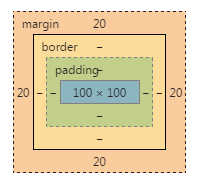 margin 20
border –
padding–
20 – – 100 × 100 – – 20
–
–
20